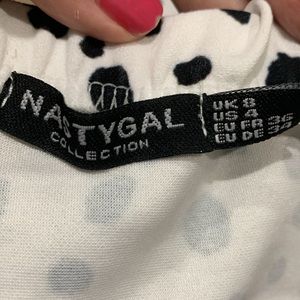 NASTYGAL
COLLECTION
UK 8
US 4
EU FR 36
EU DE 34